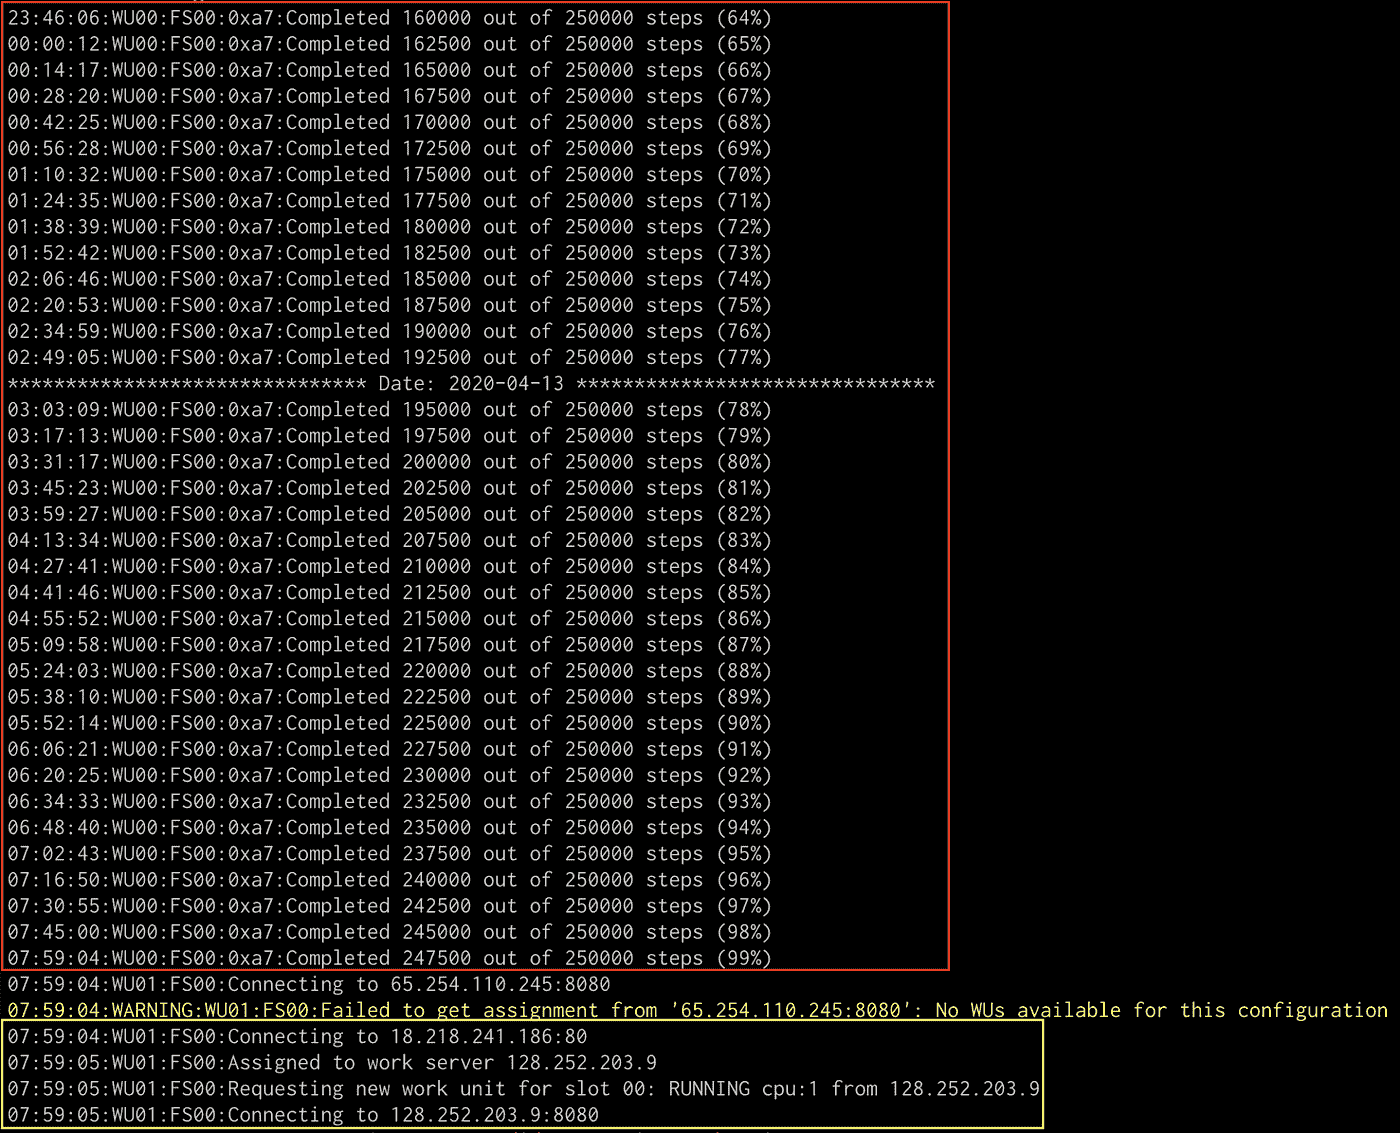 23:46:06:WU00:FS00:0xa7:Completed 160000 out of 250000 steps (64%)
00:00:12:WU00:FS00:0xa7:Completed 162500 out of 250000 steps (65%)
00:14:17:WU00:FS00:0xa7:Completed 165000 out of 250000 steps (66%)
00:28:20:WU00:FS00:0xa7:Completed 167500 out of 250000 steps (67%)
00:42:25:WU00:FS00:0xa7:Completed 170000 out of 250000 steps (68%)
00:56:28:WU00:FS00:0xa7:Completed 172500 out of 250000 steps (69%)
01:10:32:WU00:FS00:0xa7:Completed 175000 out of 250000 steps (70%)
01:24:35:WU00:FS00:0xa7:Completed 177500 out of 250000 steps (71%)
01:38:39:WU00:FS00:0xa7:Completed 180000 out of 250000 steps (72%)
01:52:42:WU00:FS00:0xa7:Completed 182500 out of 250000 steps (73%)
02:06:46:WU00:FS00:0xa7:Completed 185000 out of 250000 steps (74%)
02:20:53:WU00:FS00:0xa7:Completed 187500 out of 250000 steps (75%)
02:34:59:WU00:FS00:0xa7:Completed 190000 out of 250000 steps (76%)
02:49:05:WU00:FS00:0xa7:Completed 192500 out of 250000 steps (77%)
******************************* Date: 2020-04-13 *******************************
03:03:09:WU00:FS00:0xa7:Completed 195000 out of 250000 steps (78%)
03:17:13:WU00:FS00:0xa7:Completed 197500 out of 250000 steps (79%)
03:31:17:WU00:FS00:0xa7:Completed 200000 out of 250000 steps (80%)
03:45:23:WU00:FS00:0xa7:Completed 202500 out of 250000 steps (81%)
03:59:27:WU00:FS00:0xa7:Completed 205000 out of 250000 steps (82%)
04:13:34:WU00:FS00:0xa7:Completed 207500 out of 250000 steps (83%)
04:27:41:WU00:FS00:0xa7:Completed 210000 out of 250000 steps (84%)
04:41:46:WU00:FS00:0xa7:Completed 212500 out of 250000 steps (85%)
04:55:52:WU00:FS00:0xa7:Completed 215000 out of 250000 steps (86%)
05:09:58:WU00:FS00:0xa7:Completed 217500 out of 250000 steps (87%)
05:24:03:WU00:FS00:0xa7:Completed 220000 out of 250000 steps (88%)
05:38:10:WU00:FS00:0xa7:Completed 222500 out of 250000 steps (89%)
05:52:14:WU00:FS00:0xa7:Completed 225000 out of 250000 steps (90%)
06:06:21:WU00:FS00:0xa7:Completed 227500 out of 250000 steps (91%)
06:20:25:WU00:FS00:0xa7:Completed 230000 out of 250000 steps (92%)
06:34:33:WU00:FS00:0xa7:Completed 232500 out of 250000 steps (93%)
06:48:40:WU00:FS00:0xa7:Completed 235000 out of 250000 steps (94%)
07:02:43:WU00:FS00:0xa7:Completed 237500 out of 250000 steps (95%)
07:16:50:WU00:FS00:0xa7:Completed 240000 out of 250000 steps (96%)
07:30:55:WU00:FS00:0xa7:Completed 242500 out of 250000 steps (97%)
07:45:00:WU00:FS00:0xa7:Completed 245000 out of 250000 steps (98%)
07:59:04:WU00:FS00:0xa7:Completed 247500 out of 250000 steps (99%)
07:59:04:WU01:FS00:Connecting to 65.254.110.245:8080
07:59:04:WARNING:WU01:FS00:Failed to get assignment from '65.254.110.245:8080': No WUs available for this configuration
07:59:04:WU01:FS00:Connecting to 18.218.241.186:80
07:59:05:WU01:FS00:Assigned to work server 128.252.203.9
07:59:05:WU01:FS00:Requesting new work unit for slot 00: RUNNING cpu:1 from 128.252.203.9
07:59:05:WU01:FS00:Connecting to 128.252.203.9:8080